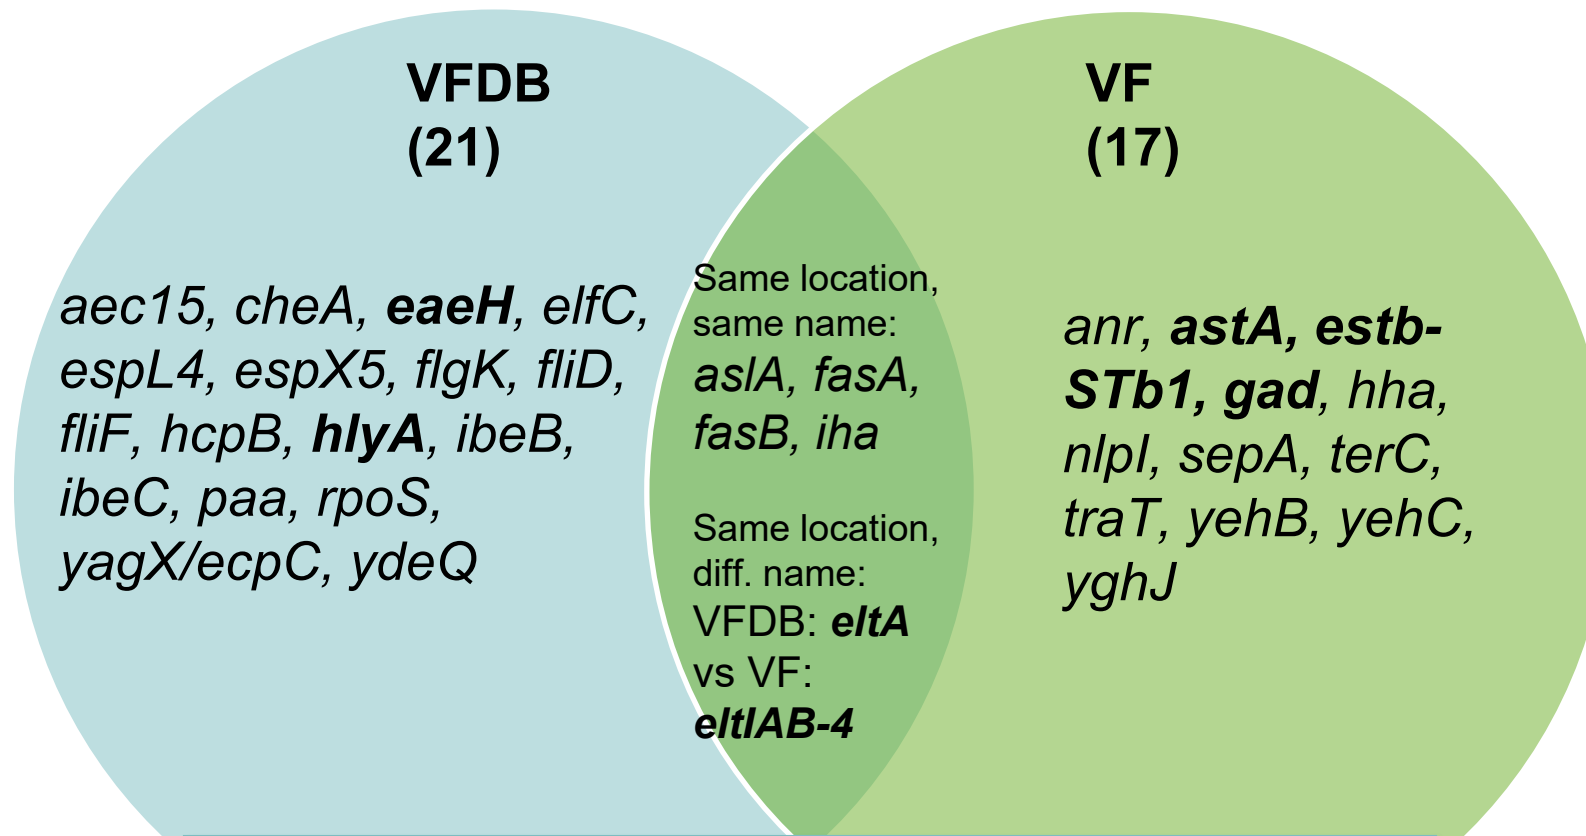 VFDB
(21)
aec15, cheA, eaeH, elfC,
espL4, espX5, flgK, fliD,
fliF, hcpB, hlyA, ibeB,
ibeC, paa, rpoS,
yagX/ecpC, ydeQ
Same location,
same name:
aslA, fasA,
fasB, iha
Same location,
diff. name:
VFDB: eltA
vs VF:
eltIAB-4
VF
(17)
anr, astA, estb-
STb1, gad, hha,
nlpI, sepA, terC,
traT, yehB, yehC,
yghJ